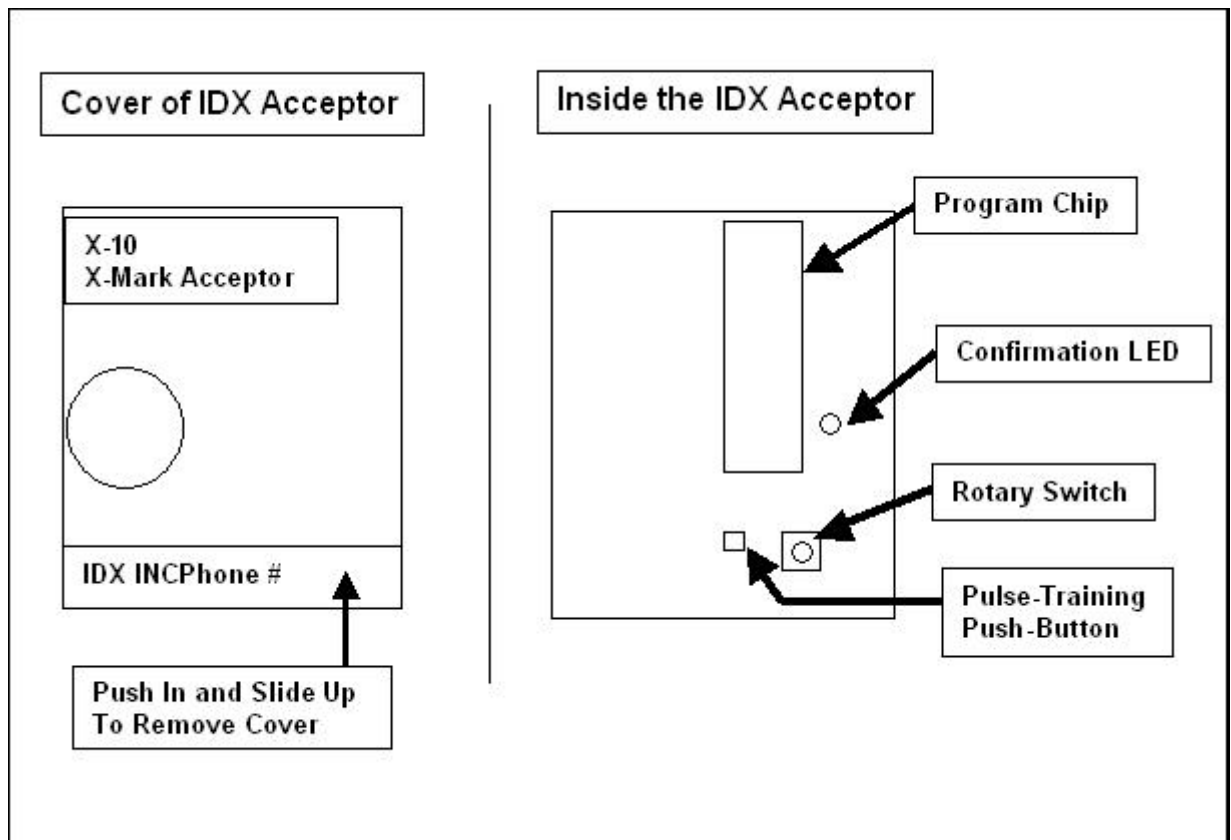 Cover of IDX Acceptor
X-10
X-Mark Acceptor
IDX INCPhone #
Push In and Slide Up
To Remove Cover
Inside the IDX Acceptor
Program Chip
Confirmation LED
Rotary Switch
Pulse-Training
Push-Button